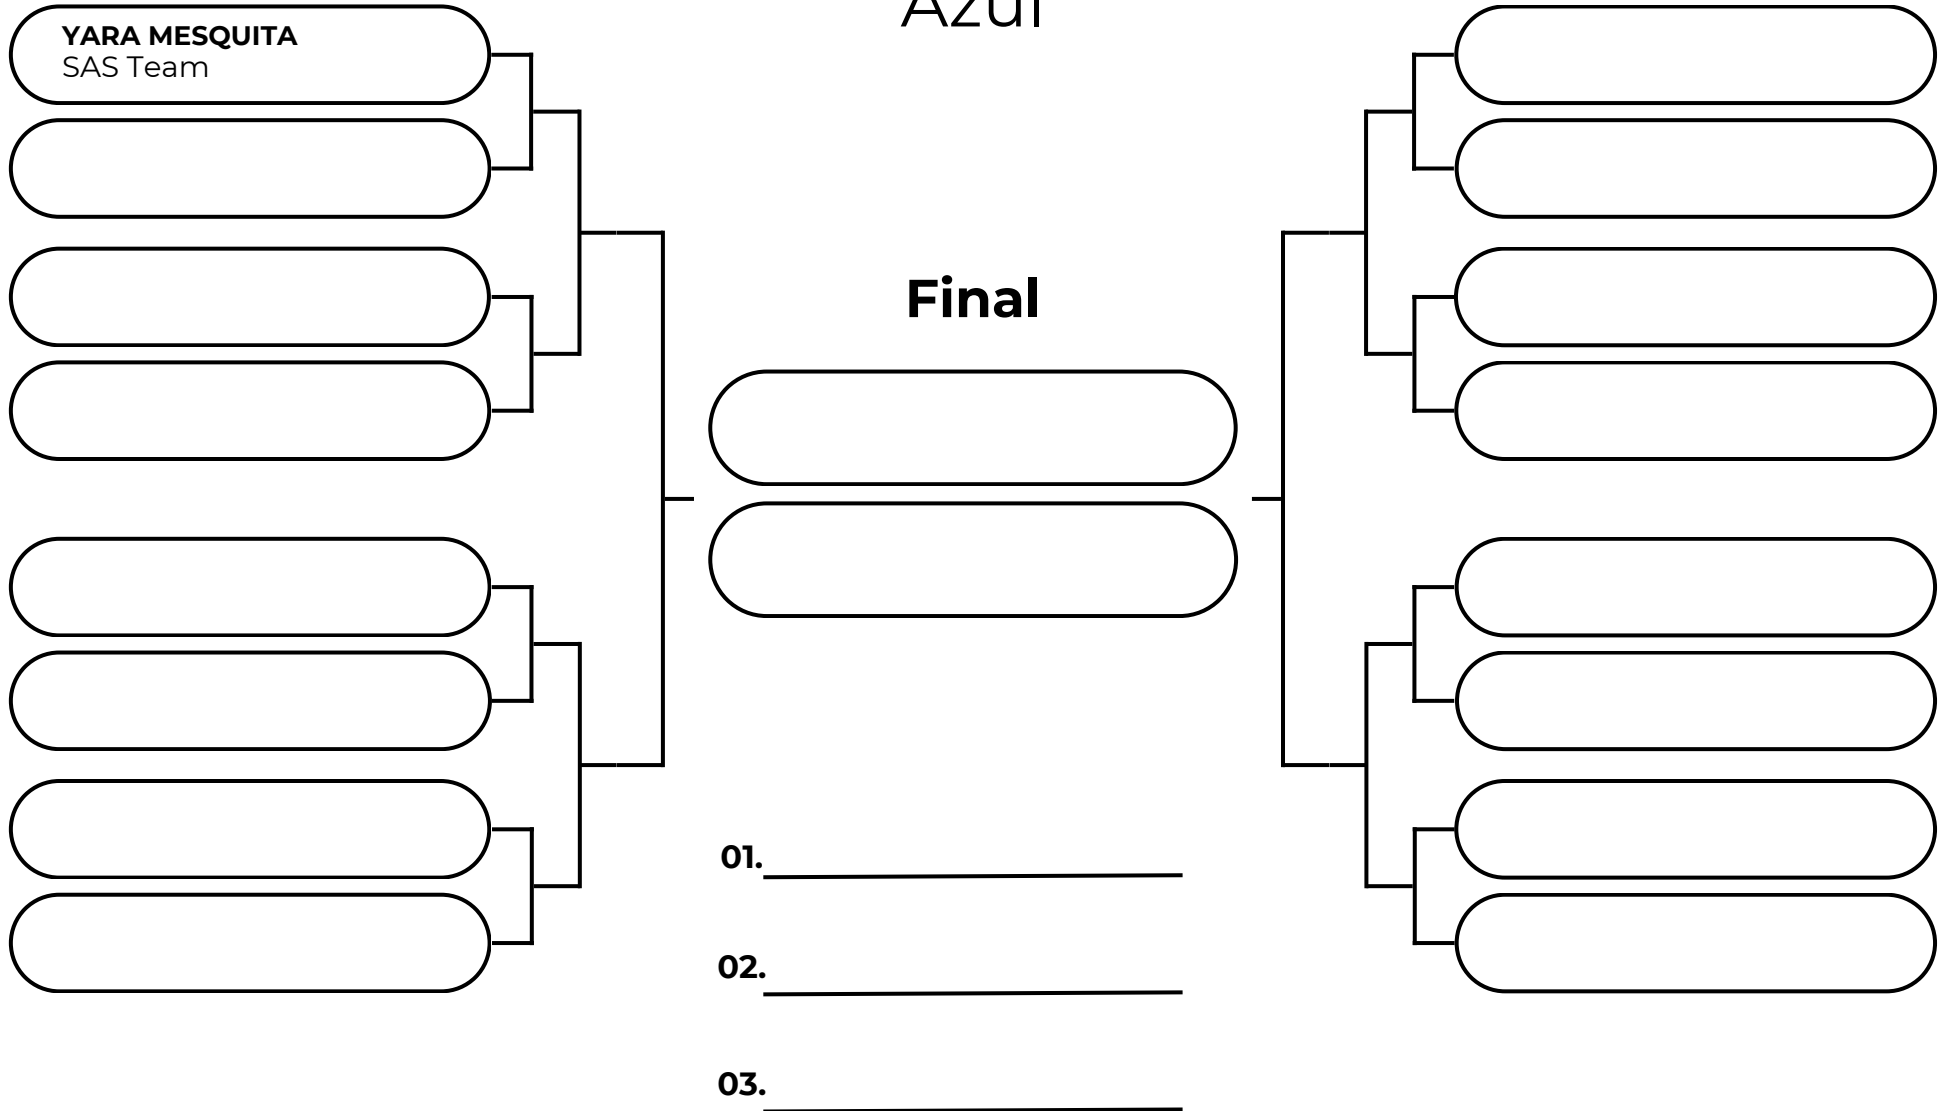 Azul
YARA MESQUITA
SAS Team
Final
01.
02.
03.